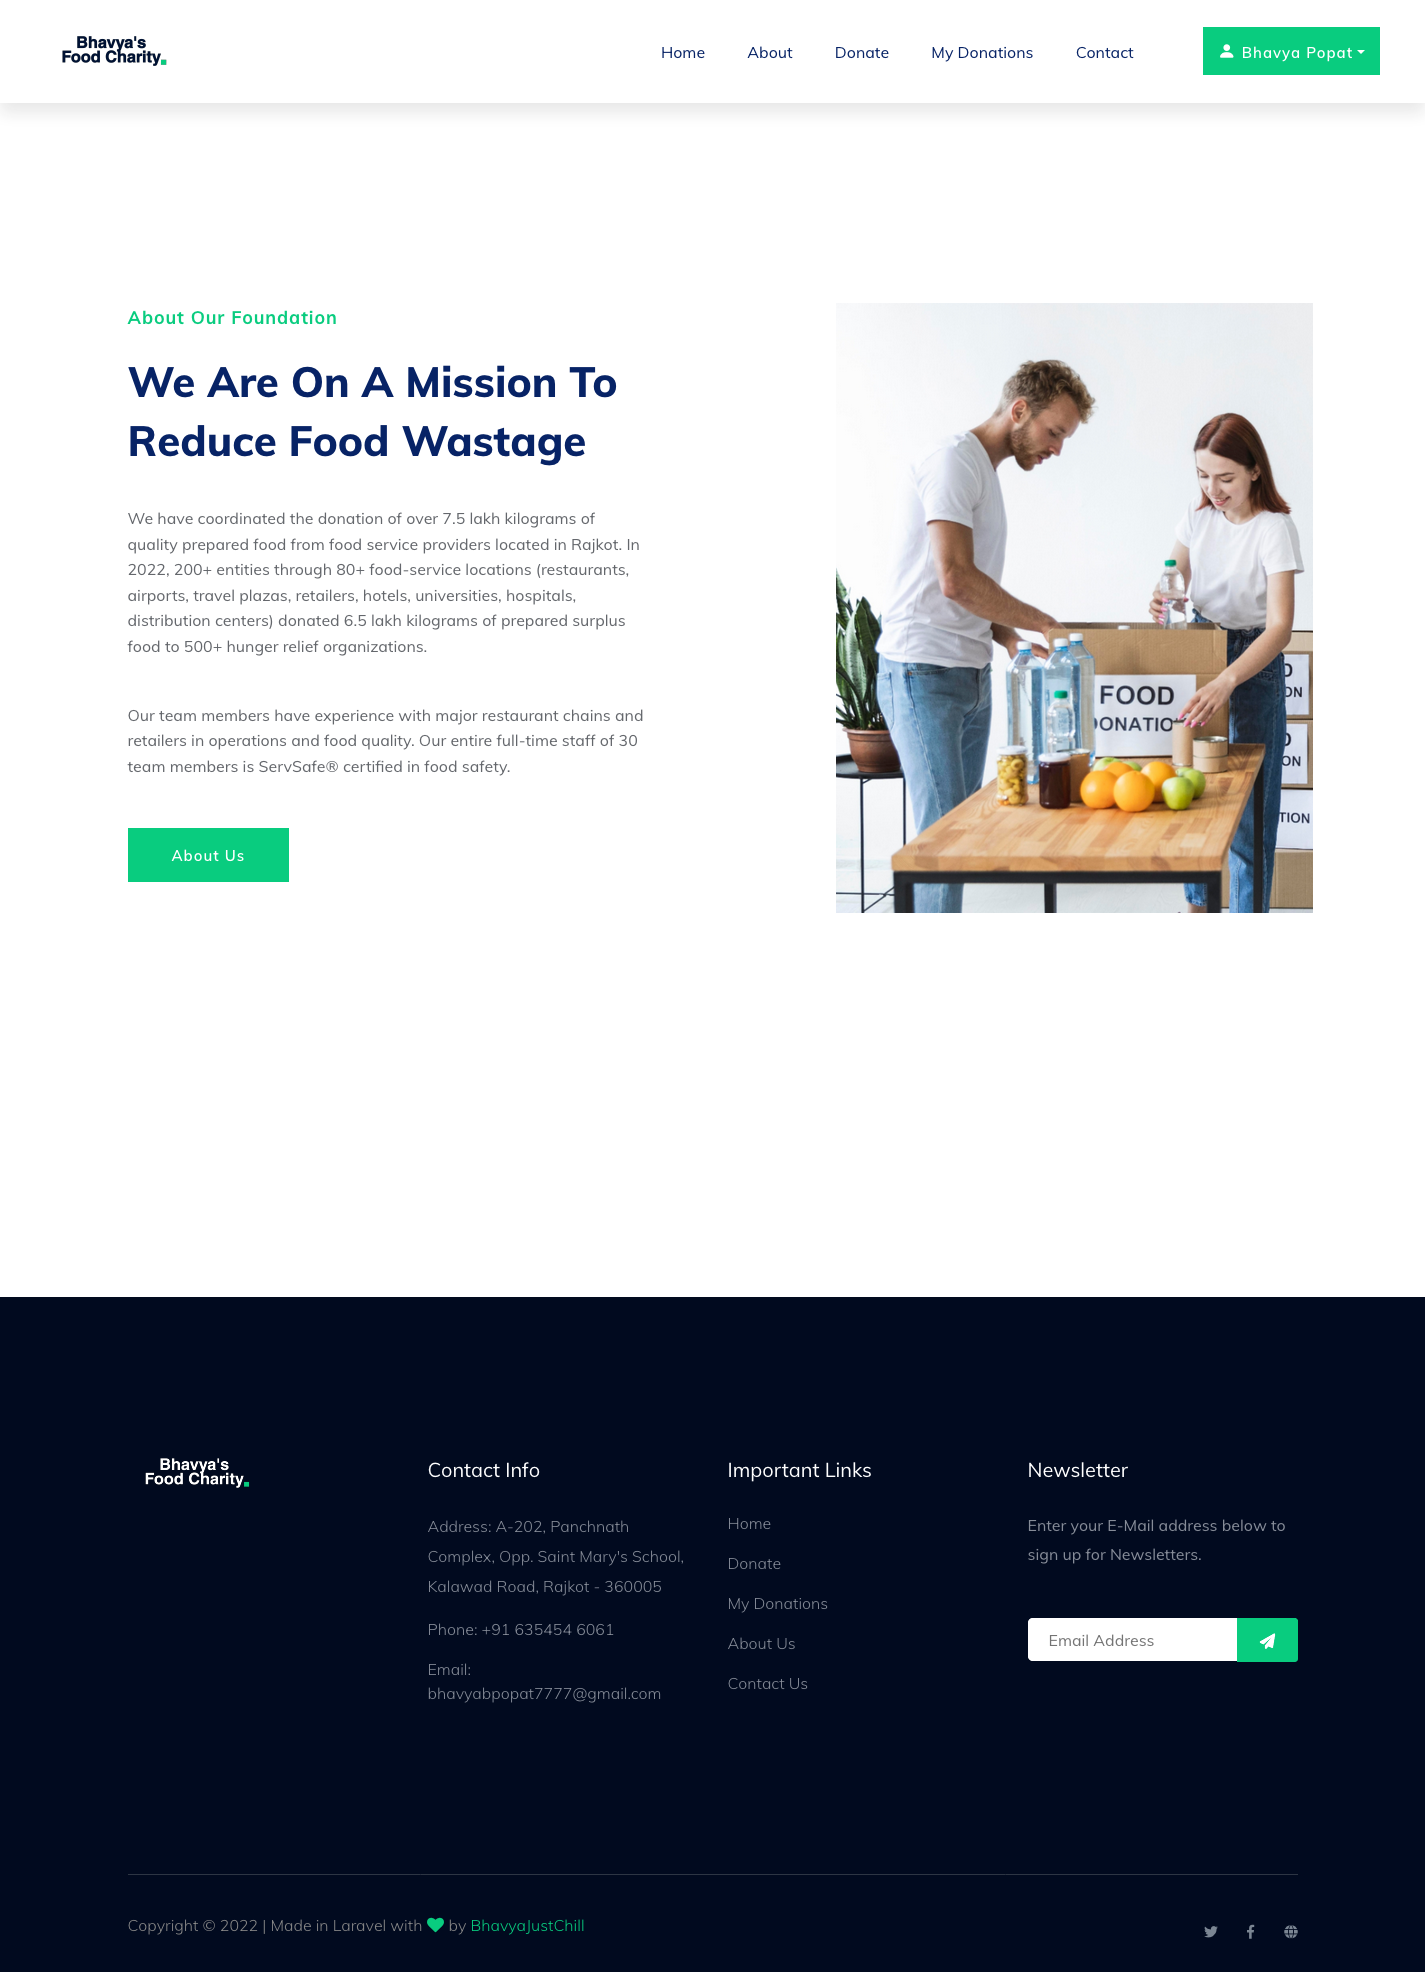 Bhavya's
Food Charity.
Home About Donate My Donations Contact Bhavya Popat
About Our Foundation
We Are On A Mission To
Reduce Food Wastage
We have coordinated the donation of over 7.5 lakh kilograms of
quality prepared food from food service providers located in Rajkot. In
2022, 200+ entities through 80+ food-service locations (restaurants,
airports, travel plazas, retailers, hotels, universities, hospitals,
distribution centers) donated 6.5 lakh kilograms of prepared surplus
food to 500+ hunger relief organizations.
Our team members have experience with major restaurant chains and
retailers in operations and food quality. Our entire full-time staff of 30
team members is ServSafe® certified in food safety.
About Us
FOOD
DONATIO
D
ION
O
TION
TION
Bhavya's
Food Charity.
Contact Info
Address: A-202, Panchnath
Complex, Opp. Saint Mary's School,
Kalawad Road, Rajkot - 360005
Phone: +91 635454 6061
Email:
bhavyabpopat7777@gmail.com
Important Links
Home
Donate
My Donations
About Us
Contact Us
Newsletter
Enter your E-Mail address below to
sign up for Newsletters.
Email Address
Copyright © 2022 | Made in Laravel with by BhavyaJustChill